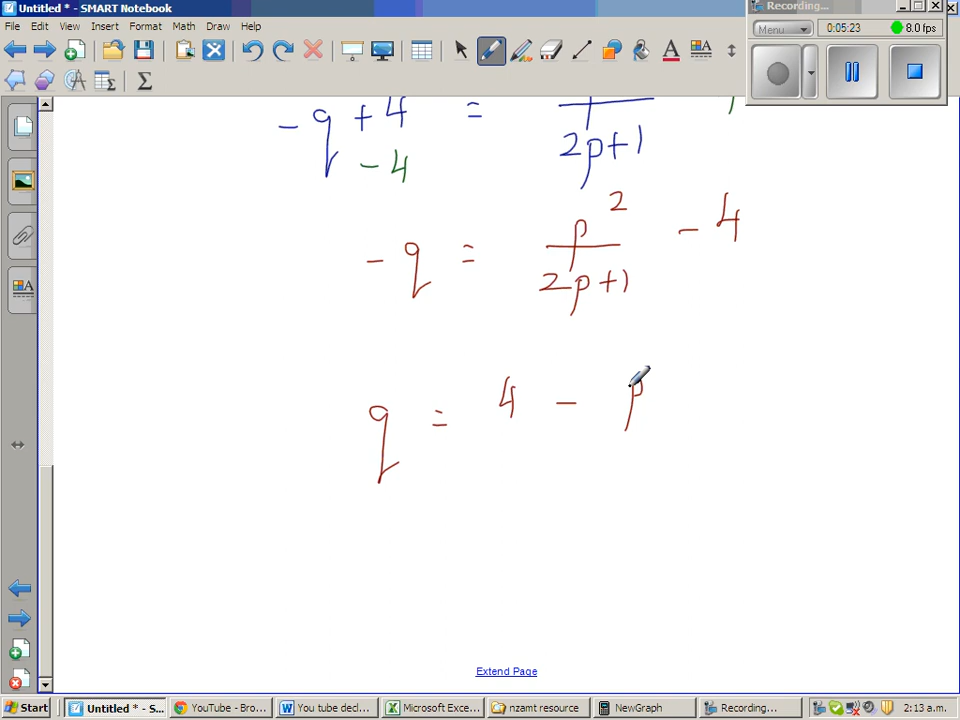 Untitled * - SMART Notebook
Recording...
File Edit View Insert Format Tools Draw Help
Menu
0:05:23
8.0 fps
- q + 4 =
- 4
2p+1
- q = p² / 2p+1 - 4
q = 4 - p
Extend Page
Start
Untitled * - SMART ...
YouTube - Bro...
You tube decl...
Microsoft Exce...
nzamt resource
NewGraph
Recording...
2:13 a.m.